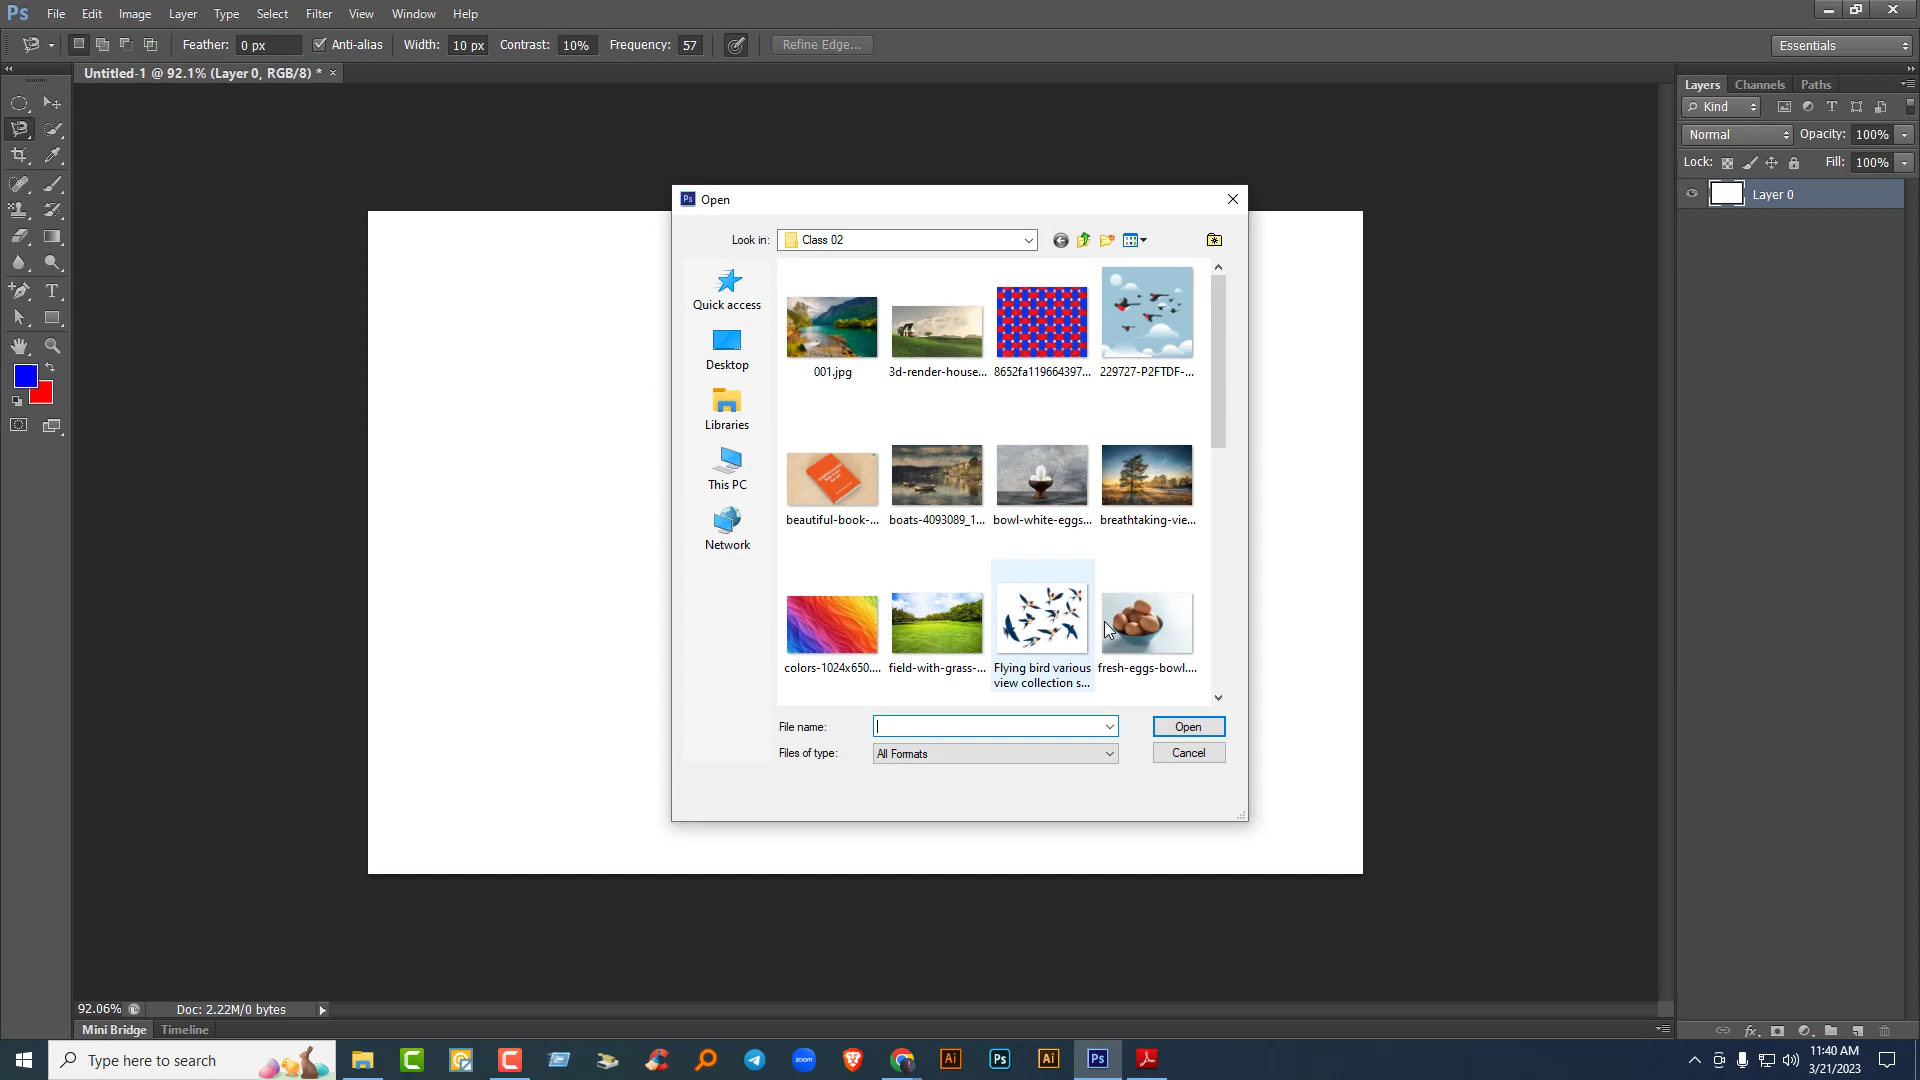 Ps File Edit Image Layer Type Select Filter View Window Help
Feather: 0 px Anti-alias Width: 10 px Contrast: 10% Frequency: 57 Refine Edge... Essentials
Untitled-1 @ 92.1% (Layer 0, RGB/8) * ×
Layers Channels Paths
Kind
Normal Opacity: 100%
Lock: Fill: 100%
Layer 0
Ps Open
Look in: Class 02
Quick access
Desktop
Libraries
This PC
Network
001.jpg 3d-render-house... 8652fa119664397... 229727-P2FTDF-...
beautiful-book-... boats-4093089_1... bowl-white-eggs... breathtaking-vie...
colors-1024x650.... field-with-grass-... Flying bird various fresh-eggs-bowl....
view collection s...
File name: Open
Files of type: All Formats Cancel
92.06% Doc: 2.22M/0 bytes
Mini Bridge Timeline
Type here to search
zoom Ai Ps Ai Ps
11:40 AM
3/21/2023